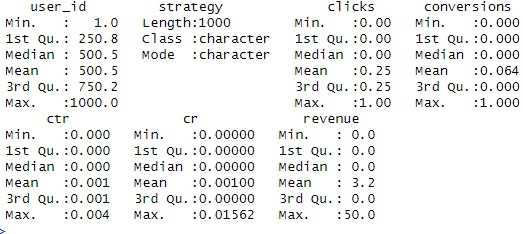 user_id         strategy             clicks      conversions
 Min.   :   1.0   Length:1000        Min.   :0.00   Min.   :0.000
 1st Qu.: 250.8   Class :character   1st Qu.:0.00   1st Qu.:0.000
 Median : 500.5   Mode  :character   Median :0.00   Median :0.000
 Mean   : 500.5                      Mean   :0.25   Mean   :0.064
 3rd Qu.: 750.2                      3rd Qu.:0.25   3rd Qu.:0.000
 Max.   :1000.0                      Max.   :1.00   Max.   :1.000
      ctr              cr             revenue
 Min.   :0.000   Min.   :0.00000   Min.   : 0.0
 1st Qu.:0.000   1st Qu.:0.00000   1st Qu.: 0.0
 Median :0.000   Median :0.00000   Median : 0.0
 Mean   :0.001   Mean   :0.00100   Mean   : 3.2
 3rd Qu.:0.001   3rd Qu.:0.00000   3rd Qu.: 0.0
 Max.   :0.004   Max.   :0.01562   Max.   :50.0
>